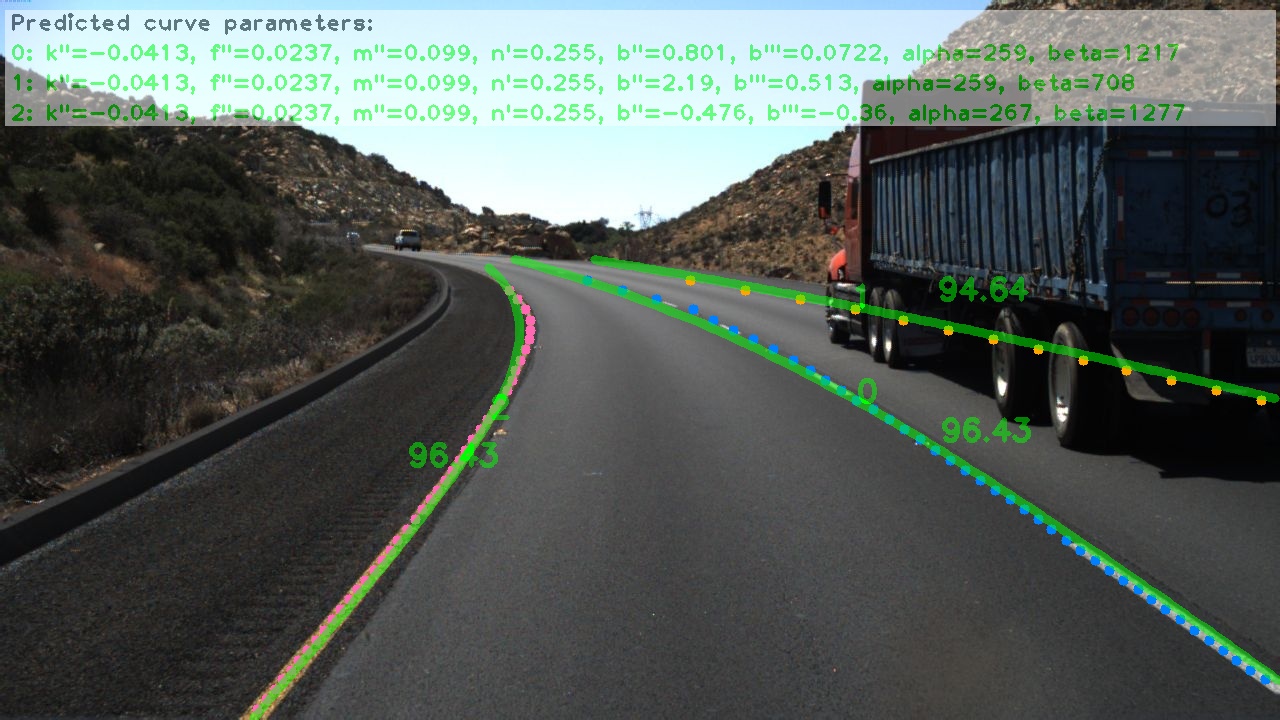 Predicted curve parameters:
0: k''=-0.0413, f''=0.0237, m''=0.099, n'=0.255, b''=0.801, b'''=0.0722, alpha=259, beta=1217
1: k''=-0.0413, f''=0.0237, m''=0.099, n'=0.255, b''=2.19, b'''=0.513, alpha=259, beta=708
2: k''=-0.0413, f''=0.0237, m''=0.099, n'=0.255, b''=-0.476, b'''=-0.36, alpha=267, beta=1277
03
1
94.64
0
96.43
2
96.43